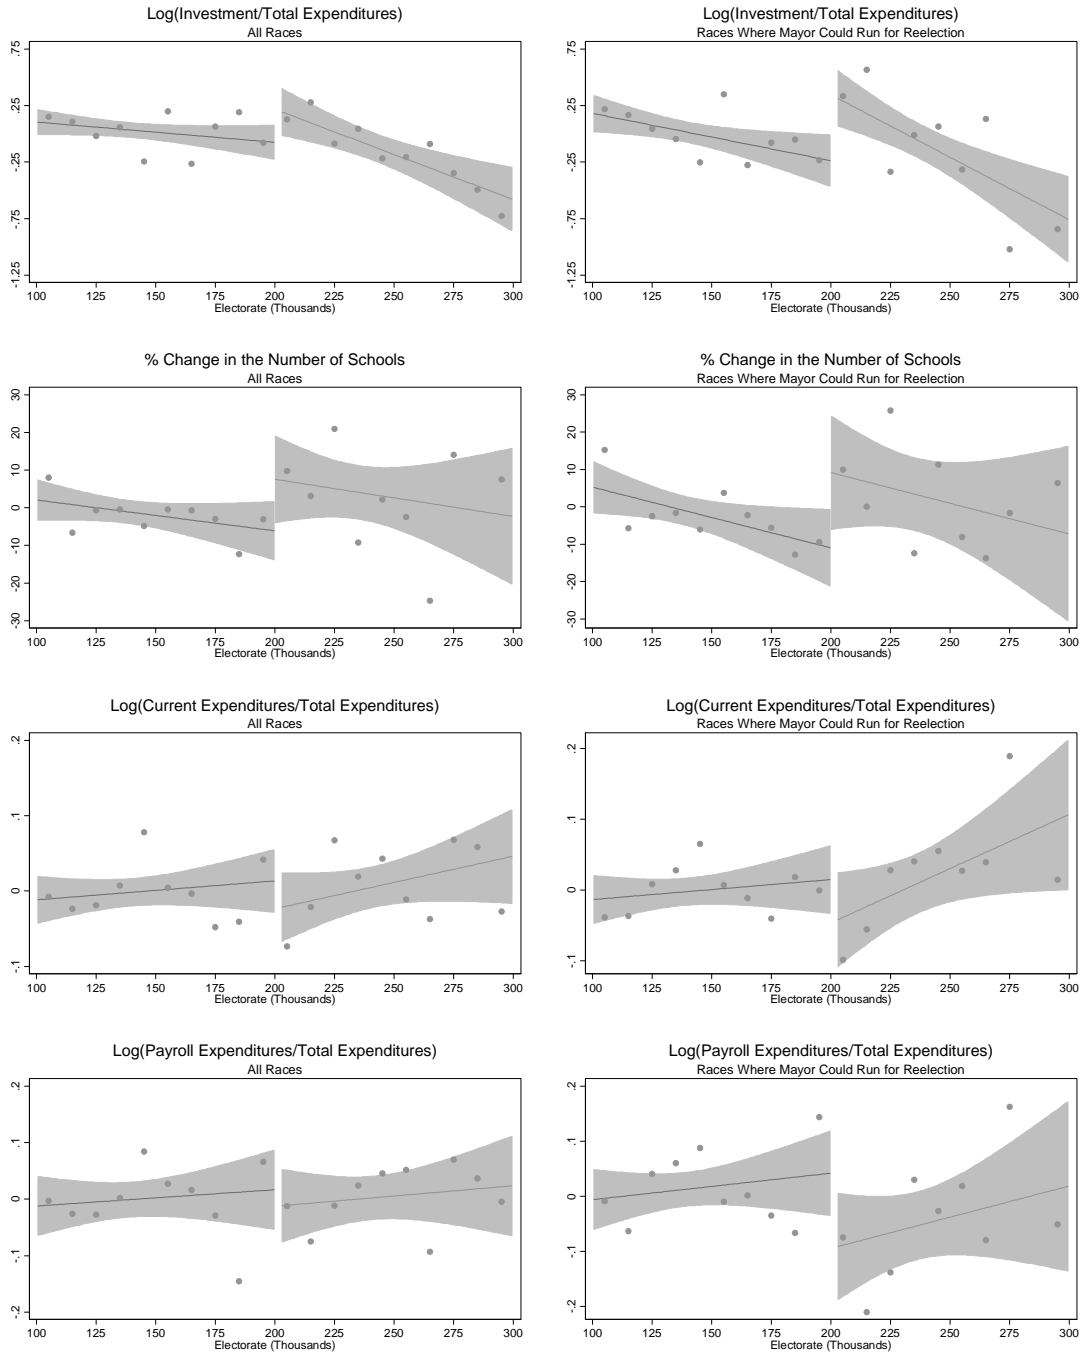 Log(Investment/Total Expenditures)
All Races
.75
.25
-.25
-.75
-1.25
100 125 150 175 200 225 250 275 300
Electorate (Thousands)
Log(Investment/Total Expenditures)
Races Where Mayor Could Run for Reelection
.75
.25
-.25
-.75
-1.25
100 125 150 175 200 225 250 275 300
Electorate (Thousands)
% Change in the Number of Schools
All Races
30
20
10
0
-10
-20
-30
100 125 150 175 200 225 250 275 300
Electorate (Thousands)
% Change in the Number of Schools
Races Where Mayor Could Run for Reelection
30
20
10
0
-10
-20
-30
100 125 150 175 200 225 250 275 300
Electorate (Thousands)
Log(Current Expenditures/Total Expenditures)
All Races
.2
.1
0
-.1
100 125 150 175 200 225 250 275 300
Electorate (Thousands)
Log(Current Expenditures/Total Expenditures)
Races Where Mayor Could Run for Reelection
.2
.1
0
-.1
100 125 150 175 200 225 250 275 300
Electorate (Thousands)
Log(Payroll Expenditures/Total Expenditures)
All Races
.2
.1
0
-.1
-.2
100 125 150 175 200 225 250 275 300
Electorate (Thousands)
Log(Payroll Expenditures/Total Expenditures)
Races Where Mayor Could Run for Reelection
.2
.1
0
-.1
-.2
100 125 150 175 200 225 250 275 300
Electorate (Thousands)